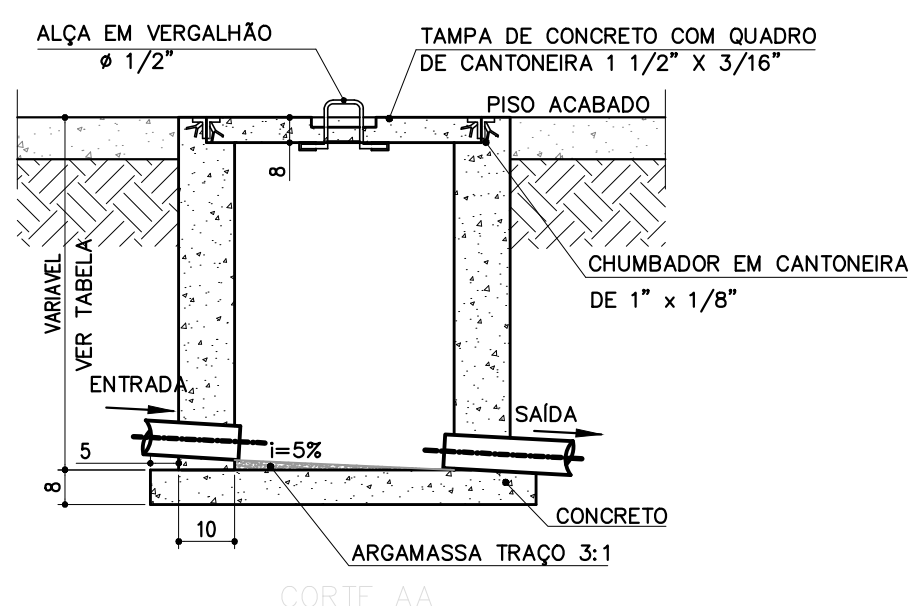 ALÇA EM VERGALHÃO
ø 1/2"
TAMPA DE CONCRETO COM QUADRO
DE CANTONEIRA 1 1/2" X 3/16"
PISO ACABADO
8
CHUMBADOR EM CANTONEIRA
DE 1" x 1/8"
VARIAVEL
VER TABELA
ENTRADA
SAÍDA
5
i=5%
8
10
CONCRETO
ARGAMASSA TRAÇO 3:1
CORTE AA